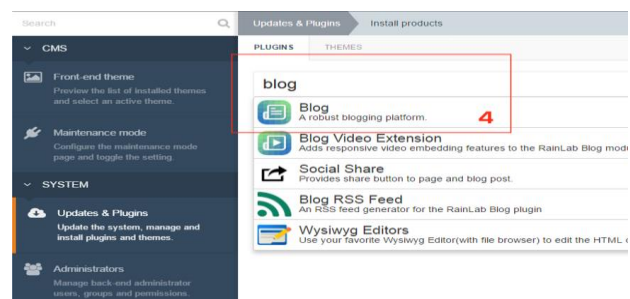 Search
CMS
Front-end theme
Preview the list of installed themes
and select an active theme.
Maintenance mode
Configure the maintenance mode
page and toggle the setting.
SYSTEM
Updates & Plugins
Update the system, manage and
install plugins and themes.
Administrators
Manage back-end administrator
users, groups and permissions.
Updates & Plugins
Install products
PLUGINS
THEMES
blog
Blog
A robust blogging platform.
4
Blog Video Extension
Adds responsive video embedding features to the RainLab Blog modu
Social Share
Provides share button to page and blog post.
Blog RSS Feed
An RSS feed generator for the RainLab Blog plugin
Wysiwyg Editors
Use your favorite Wysiwyg Editor(with file browser) to edit the HTML